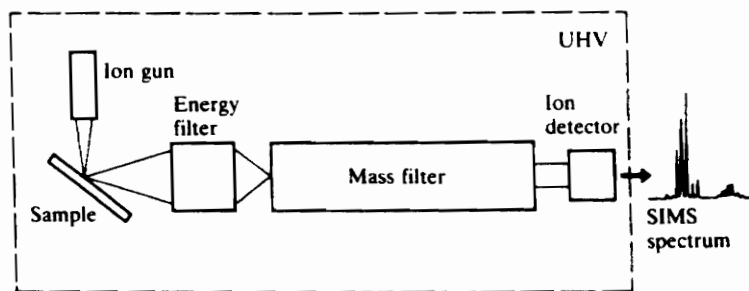 UHV
Ion gun
Energy
filter
Ion
detector
Mass filter
Sample
SIMS
spectrum